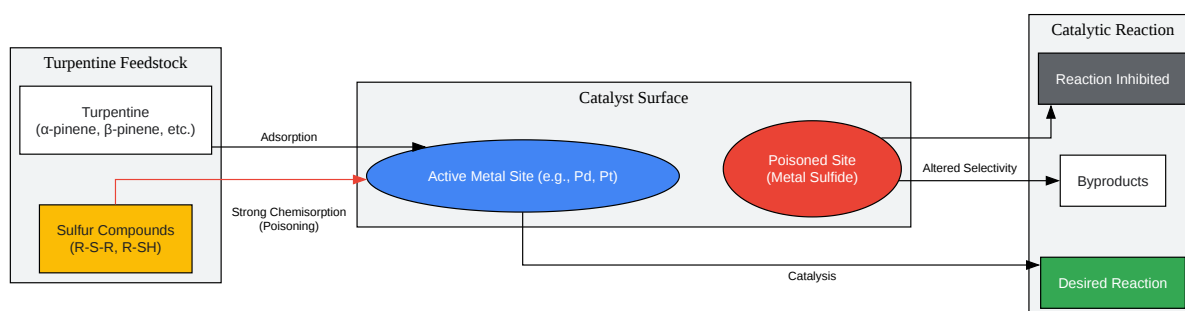 Turpentine Feedstock
Turpentine
(α-pinene, β-pinene, etc.)
Sulfur Compounds
(R-S-R, R-SH)
Adsorption
Strong Chemisorption
(Poisoning)
Catalyst Surface
Active Metal Site (e.g., Pd, Pt)
Poisoned Site
(Metal Sulfide)
Altered Selectivity
Catalysis
Catalytic Reaction
Reaction Inhibited
Byproducts
Desired Reaction